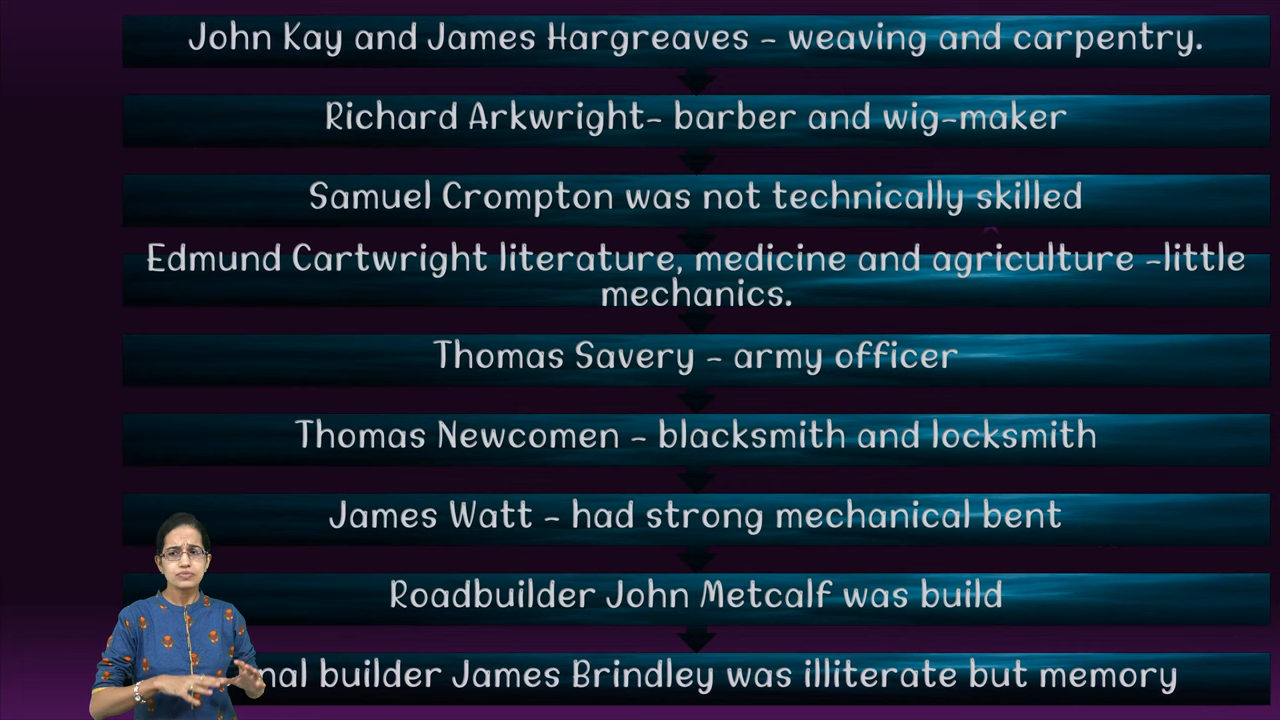 John Kay and James Hargreaves - weaving and carpentry.
Richard Arkwright- barber and wig-maker
Samuel Crompton was not technically skilled
Edmund Cartwright literature, medicine and agriculture -little
mechanics.
Thomas Savery - army officer
Thomas Newcomen - blacksmith and locksmith
James Watt - had strong mechanical bent
Roadbuilder John Metcalf was build
builder James Brindley was illiterate but memory